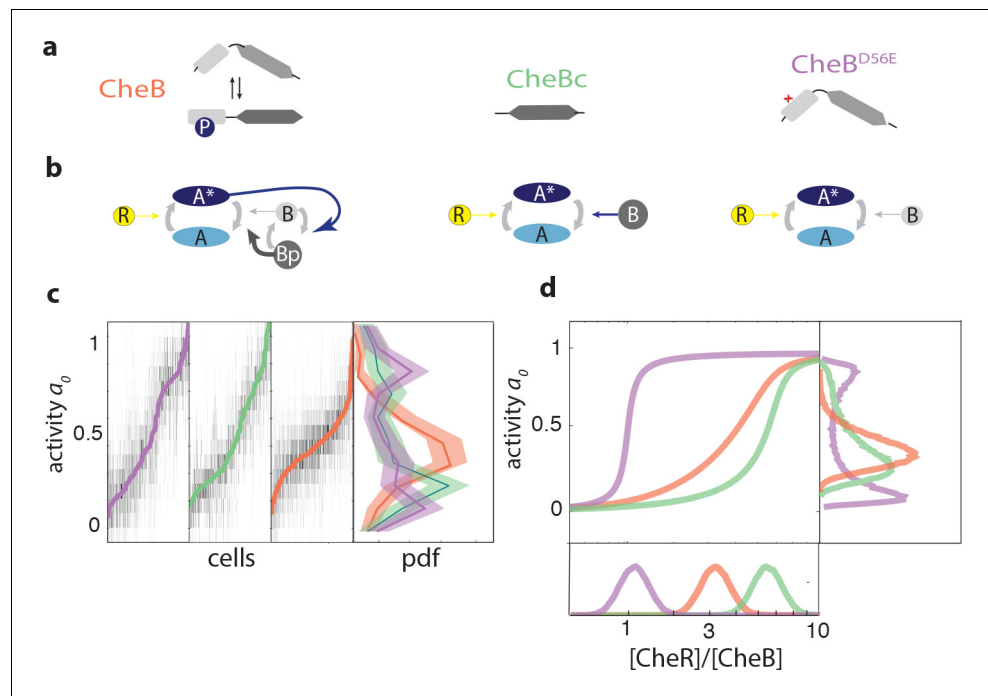 a
CheB
P
CheBc
CheB^D56E
+
b
R
A*
A
B
Bp
R
A*
A
B
R
A*
A
B
c
activity a₀
1
0.5
0
cells
pdf
d
activity a₀
1
0.5
0
1
3
10
[CheR]/[CheB]